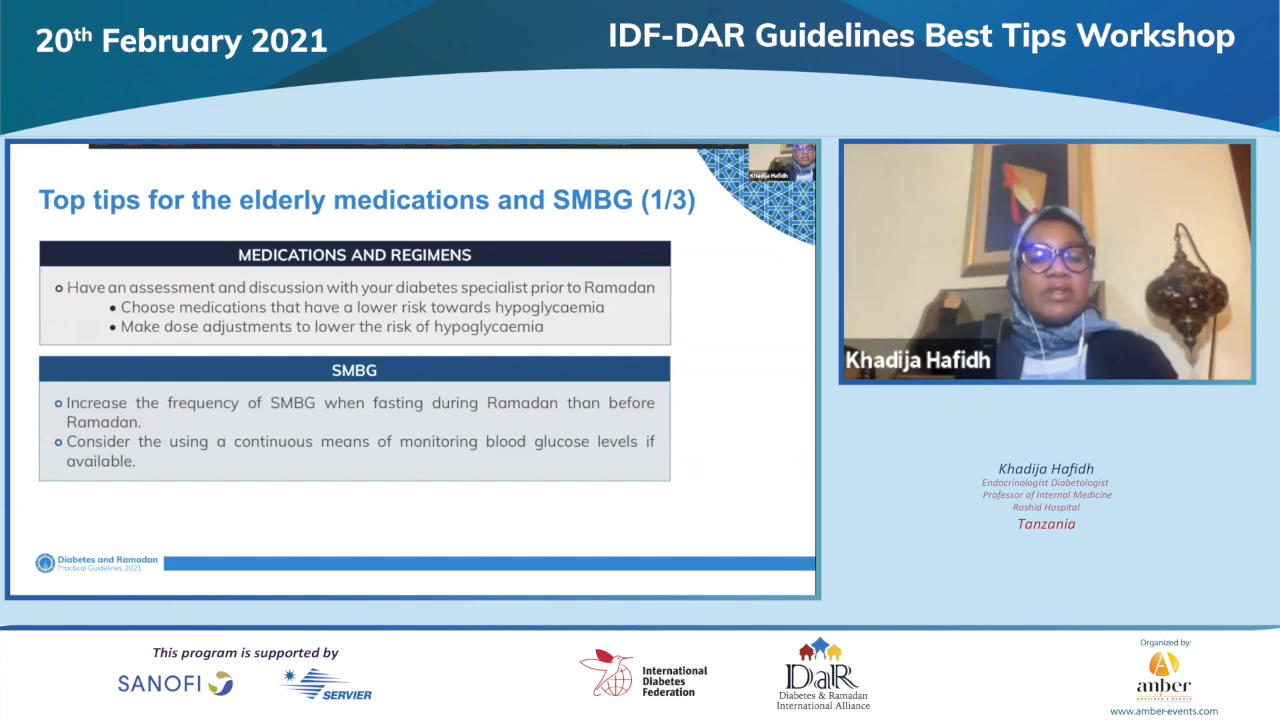 20th February 2021
IDF-DAR Guidelines Best Tips Workshop
Khadija Hafidh
Top tips for the elderly medications and SMBG (1/3)
MEDICATIONS AND REGIMENS
Have an assessment and discussion with your diabetes specialist prior to Ramadan
• Choose medications that have a lower risk towards hypoglycaemia
• Make dose adjustments to lower the risk of hypoglycaemia
SMBG
Increase the frequency of SMBG when fasting during Ramadan than before
Ramadan.
Consider the using a continuous means of monitoring blood glucose levels if
available.
Diabetes and Ramadan
Practical Guidelines 2021
Khadija Hafidh
Khadija Hafidh
Endocrinologist Diabetologist
Professor of Internal Medicine
Rashid Hospital
Tanzania
This program is supported by
SANOFI
SERVIER
International
Diabetes
Federation
DaR
Diabetes & Ramadan
International Alliance
Organized by:
anber
www.amber-events.com